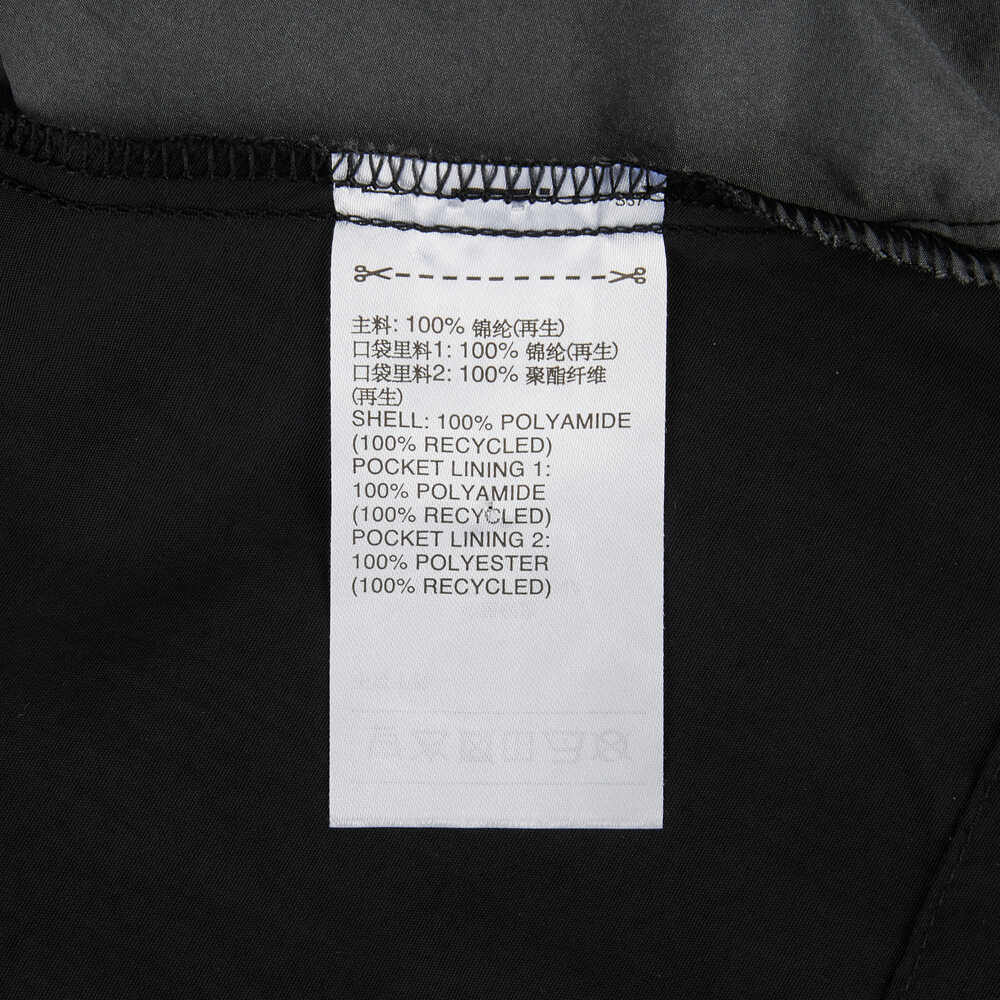 主料: 100% 锦纶(再生)
口袋里料1: 100% 锦纶(再生)
口袋里料2: 100% 聚酯纤维
(再生)
SHELL: 100% POLYAMIDE
(100% RECYCLED)
POCKET LINING 1:
100% POLYAMIDE
(100% RECYCLED)
POCKET LINING 2:
100% POLYESTER
(100% RECYCLED)